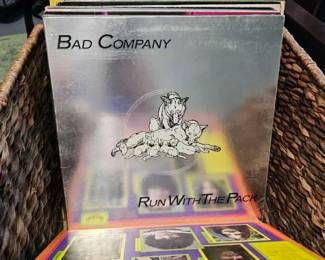 BAD COMPANY
RUN WITH THE PACK